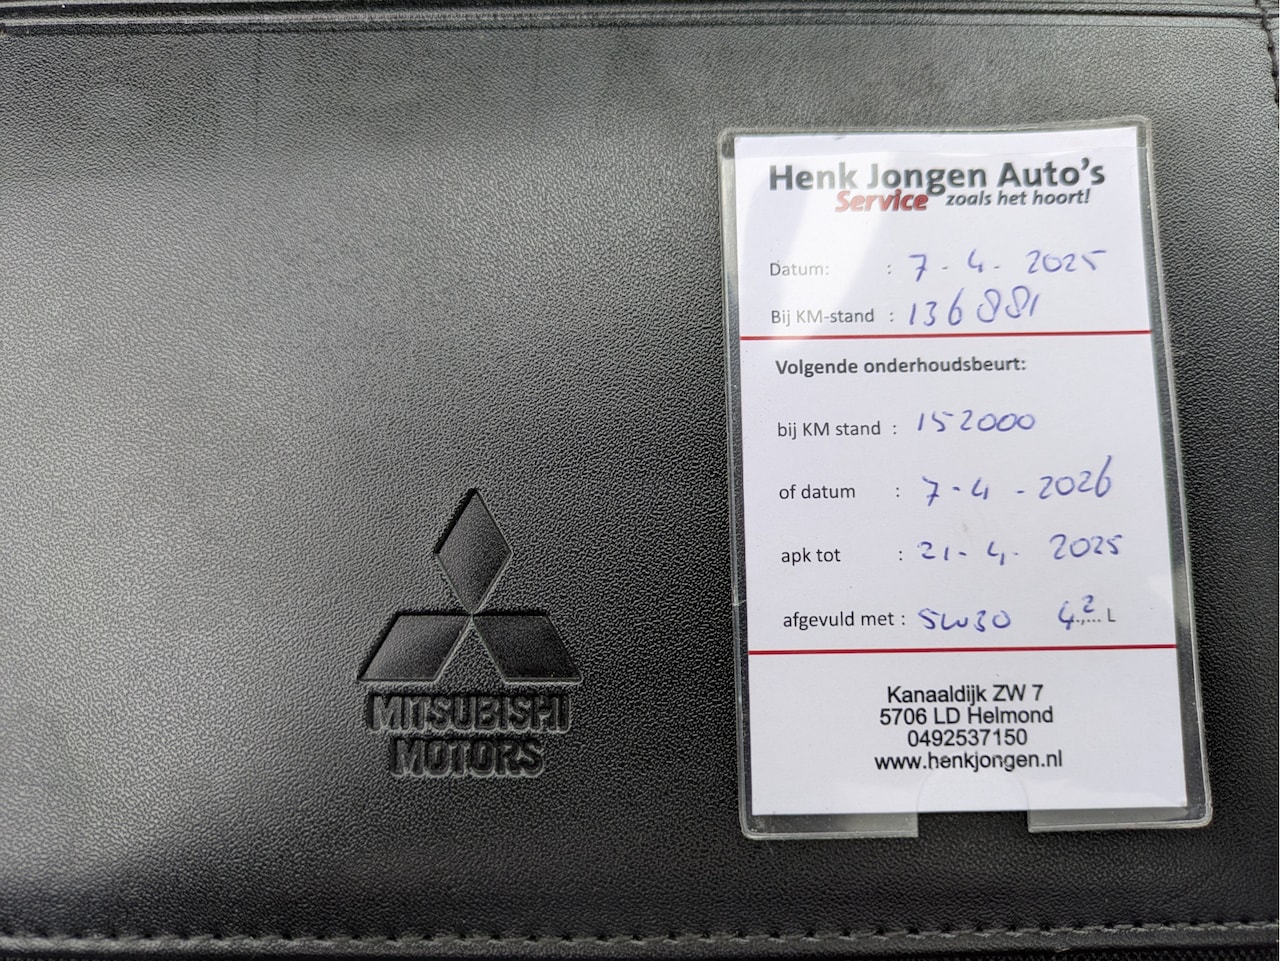 Henk Jongen Auto's
Service zoals het hoort!
Datum: : 7-4-2025
Bij KM-stand : 136881
Volgende onderhoudsbeurt:
bij KM stand : 152000
of datum : 7-4-2026
apk tot : 21-4-2025
afgevuld met : 5W30 4.,2... L
Kanaaldijk ZW 7
5706 LD Helmond
0492537150
www.henkjongen.nl
MITSUBISHI
MOTORS